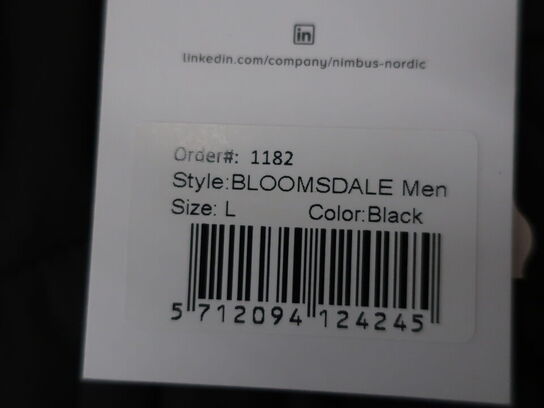 in
linkedin.com/company/nimbus-nordic
Order#: 1182
Style:BLOOMSDALE Men
Size: L Color:Black
5 712094 124245